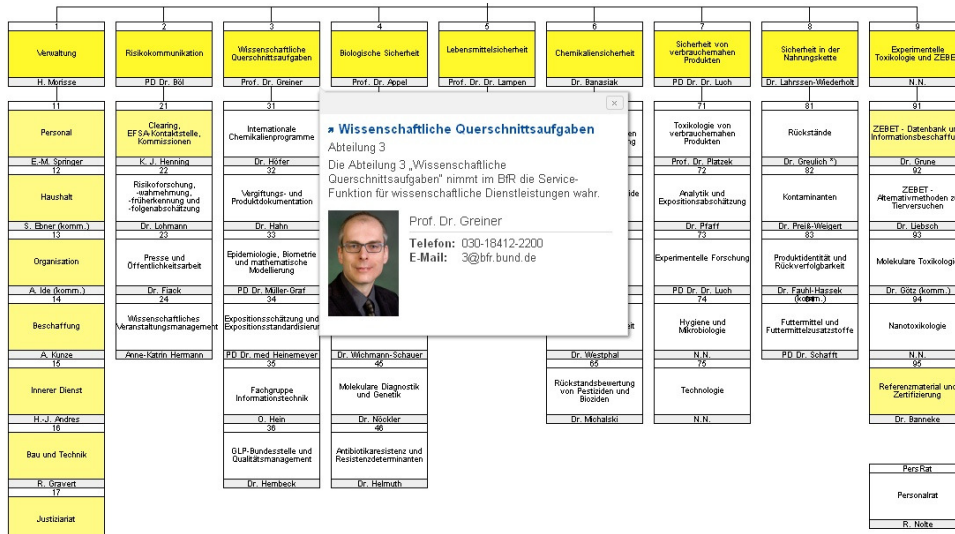 1
2
3
4
5
6
7
8
9
Verwaltung
H. Morisse
Risikokommunikation
PD Dr. Böl
Wissenschaftliche
Querschnittsaufgaben
Prof. Dr. Greiner
Biologische Sicherheit
Prof. Dr. Appel
Lebensmittelsicherheit
Prof. Dr. Dr. Lampen
Chemikaliensicherheit
Dr. Banasiak
Sicherheit von
verbrauchernahen
Produkten
PD Dr. Dr. Luch
Sicherheit in der
Nahrungskette
Dr. Lahrssen-Wiederholt
Experimentelle
Toxikologie und ZEBE
N.N.
11
Personal
E.-M. Springer
12
Haushalt
S. Ebner (komm.)
13
Organisation
A. Ide (komm.)
14
Beschaffung
A. Kunze
15
Innerer Dienst
H.-J. Andres
16
Bau und Technik
R. Gravert
17
Justiziariat
21
Clearing,
EFSA-Kontaktstelle,
Kommissionen
K. J. Henning
22
Risikoforschung,
-wahrnehmung,
-früherkennung und
-folgenabschätzung
Dr. Lohmann
23
Presse und
Öffentlichkeitsarbeit
Dr. Fiack
24
Wissenschaftliches
Veranstaltungsmanagement
Anne-Katrin Hermann
31
Internationale
Chemikalienprogramme
Dr. Höfer
32
Vergiftungs- und
Produktdokumentation
Dr. Hahn
33
Epidemiologie, Biometrie
und mathematische
Modellierung
PD Dr. Müller-Graf
34
Expositionsschätzung und
Expositionsstandardisierur
PD Dr. med Heinemeyer
35
Fachgruppe
Informationstechnik
O. Hein
36
GLP-Bundesstelle und
Qualitätsmanagement
Dr. Hembeck
Wissenschaftliche Querschnittsaufgaben
Abteilung 3
Die Abteilung 3 „Wissenschaftliche
Querschnittsaufgaben" nimmt im BfR die Service-
Funktion für wissenschaftliche Dienstleistungen wahr.
Prof. Dr. Greiner
Telefon: 030-18412-2200
E-Mail: 3@bfr.bund.de
Dr. Wichmann-Schauer
45
Molekulare Diagnostik
und Genetik
Dr. Nöckler
46
Antibiotikaresistenz und
Resistenzdeterminanten
Dr. Helmuth
Dr. Westphal
65
Rückstandsbewertung
von Pestiziden und
Bioziden
Dr. Michalski
71
Toxikologie von
verbrauchernahen
Produkten
Prof. Dr. Platzek
72
Analytik und
Expositionsabschätzung
Dr. Pfaff
73
Experimentelle Forschung
PD Dr. Dr. Luch
74
Hygiene und
Mikrobiologie
N.N.
75
Technologie
N.N.
81
Rückstände
Dr. Greulich *)
82
Kontaminanten
Dr. Preiß-Weigert
83
Produktidentität und
Rückverfolgbarkeit
Dr. Fauhl-Hassek
(komm.)
Futtermittel und
Futtermittelzusatzstoffe
PD Dr. Schafft
91
ZEBET - Datenbank ur
Informationsbeschaffu
Dr. Grune
92
ZEBET -
Alternativmethoden zu
Tierversuchen
Dr. Liebsch
93
Molekulare Toxikologi
Dr. Götz (komm.)
94
Nanotoxikologie
N.N.
95
Referenzmaterial und
Zertifizierung
Dr. Banneke
PersRat
Personalrat
R. Nolte